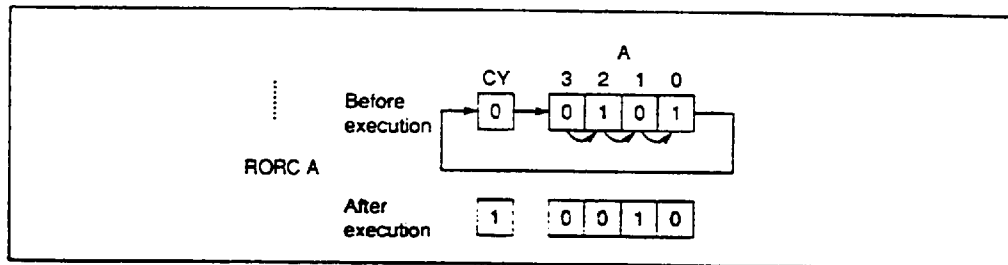 A
CY 3 2 1 0
Before
execution
0 0 1 0 1
RORC A
After
execution
1 0 0 1 0